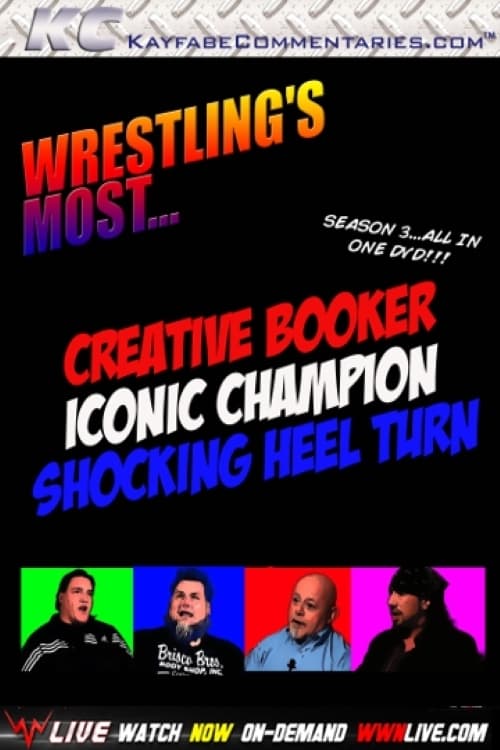 KC KAYFABECOMMENTARIES.COM™
WRESTLING'S
MOST...
SEASON 3...ALL IN
ONE DVD!!!
CREATIVE BOOKER
ICONIC CHAMPION
SHOCKING HEEL TURN
Brisco Bros.
BODY SHOP, INC.
LIVE WATCH NOW ON-DEMAND WWNLIVE.COM